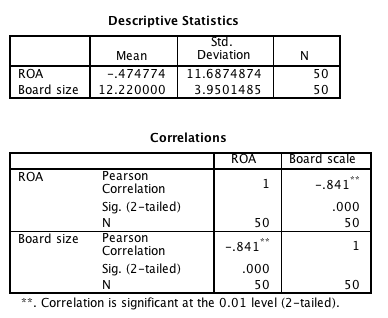 Descriptive Statistics
Mean Std. Deviation N
ROA -.474774 11.6874874 50
Board size 12.220000 3.9501485 50
Correlations
ROA Board scale
ROA Pearson Correlation 1 -.841**
Sig. (2-tailed) .000
N 50 50
Board size Pearson Correlation -.841** 1
Sig. (2-tailed) .000
N 50 50
**. Correlation is significant at the 0.01 level (2-tailed).